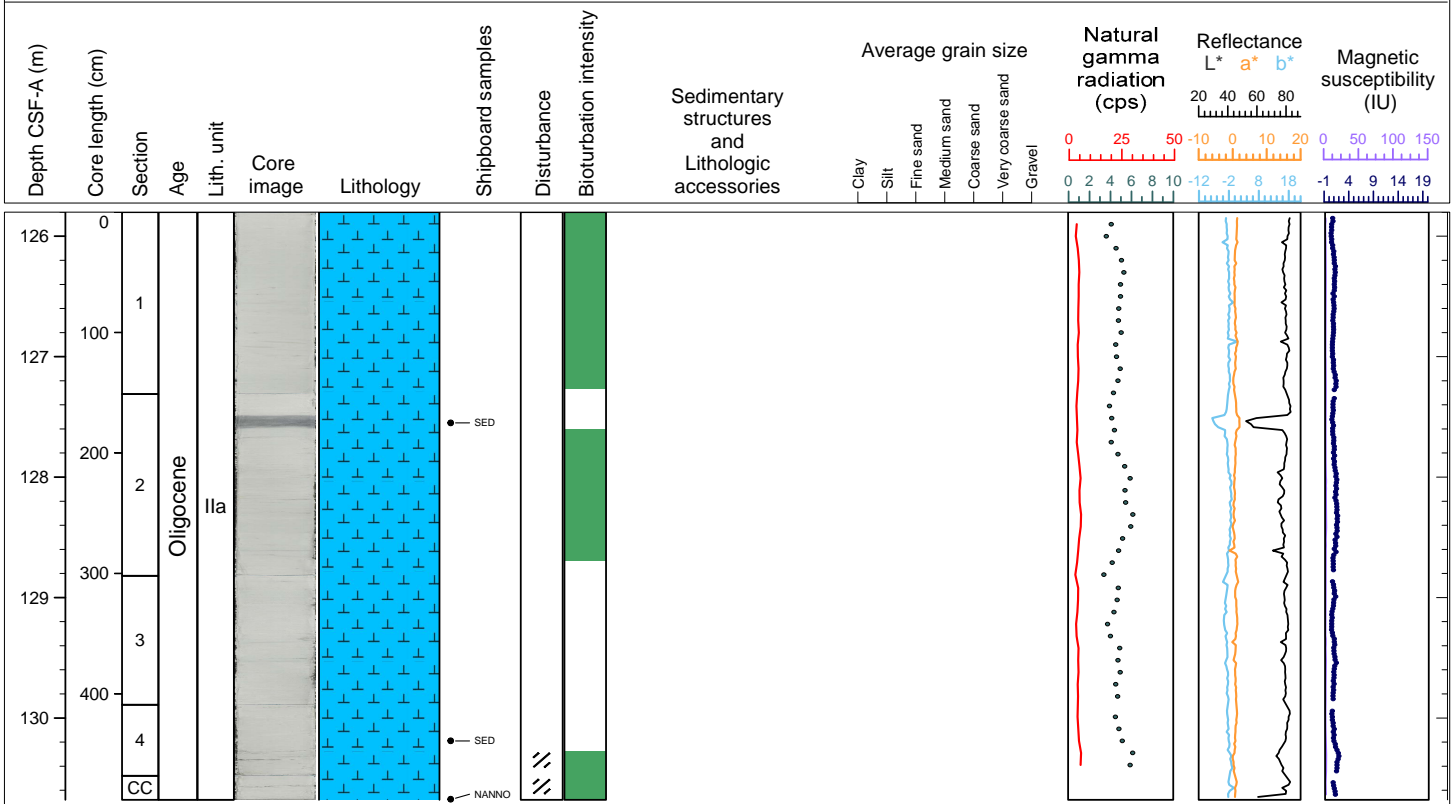 Depth CSF-A (m)
Core length (cm)
Section
Age
Lith. unit
Core
image
Lithology
Shipboard samples
Disturbance
Bioturbation intensity
Sedimentary
structures
and
Lithologic
accessories
Average grain size
Clay
Silt
Fine sand
Medium sand
Coarse sand
Very coarse sand
Gravel
Natural
gamma
radiation
(cps)
0 25 50
0 2 4 6 8 10
Reflectance
L* a* b*
20 40 60 80
-10 0 10 20
-12 -2 8 18
Magnetic
susceptibility
(IU)
0 50 100 150
-1 4 9 14 19
126
127
128
129
130
0
100
200
300
400
1
2
3
4
CC
Oligocene
IIa
SED
SED
NANNO